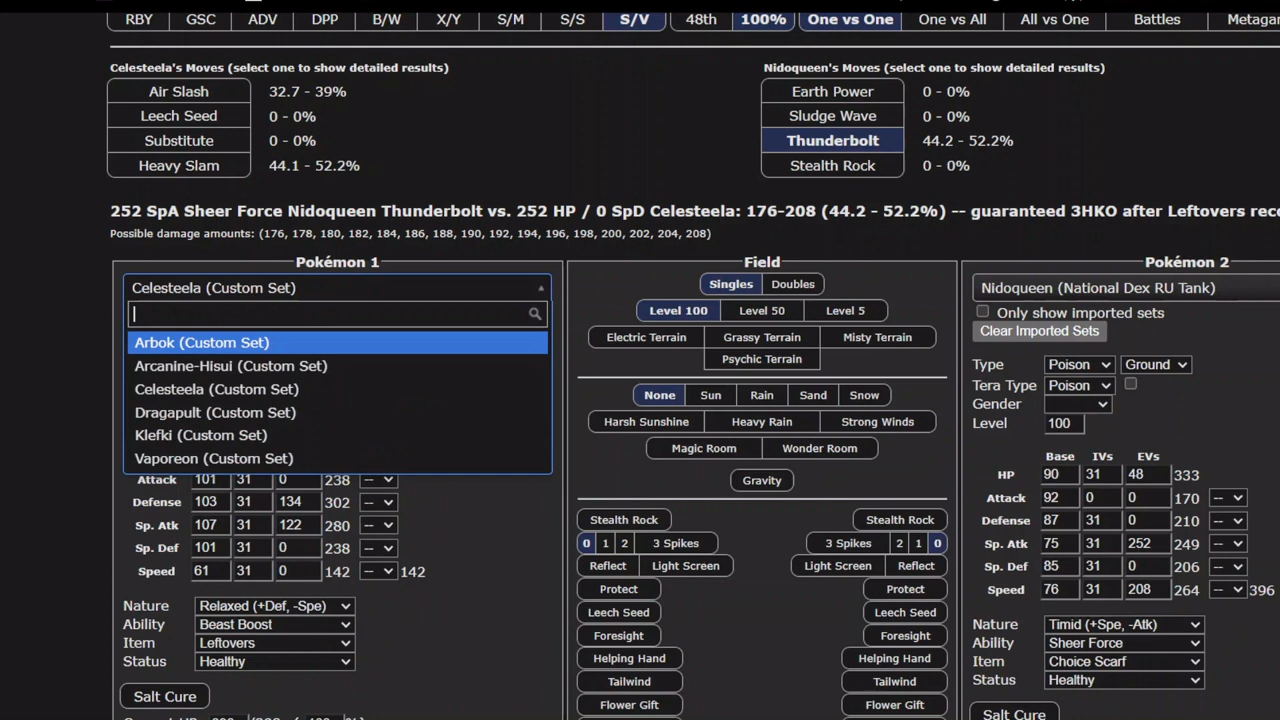 RBY GSC ADV DPP B/W X/Y S/M S/S S/V 48th 100% One vs One One vs All All vs One Battles Metagar
Celesteela's Moves (select one to show detailed results)
Air Slash 32.7 - 39%
Leech Seed 0 - 0%
Substitute 0 - 0%
Heavy Slam 44.1 - 52.2%
Nidoqueen's Moves (select one to show detailed results)
Earth Power 0 - 0%
Sludge Wave 0 - 0%
Thunderbolt 44.2 - 52.2%
Stealth Rock 0 - 0%
252 SpA Sheer Force Nidoqueen Thunderbolt vs. 252 HP / 0 SpD Celesteela: 176-208 (44.2 - 52.2%) -- guaranteed 3HKO after Leftovers reco
Possible damage amounts: (176, 178, 180, 182, 184, 186, 188, 190, 192, 194, 196, 198, 200, 202, 204, 208)
Pokémon 1
Celesteela (Custom Set)
Arbok (Custom Set)
Arcanine-Hisui (Custom Set)
Celesteela (Custom Set)
Dragapult (Custom Set)
Klefki (Custom Set)
Vaporeon (Custom Set)
Attack 101 31 0 238 --
Defense 103 31 134 302 --
Sp. Atk 107 31 122 280 --
Sp. Def 101 31 0 238 --
Speed 61 31 0 142 -- 142
Nature Relaxed (+Def, -Spe)
Ability Beast Boost
Item Leftovers
Status Healthy
Salt Cure
Field
Singles Doubles
Level 100 Level 50 Level 5
Electric Terrain Grassy Terrain Misty Terrain
Psychic Terrain
None Sun Rain Sand Snow
Harsh Sunshine Heavy Rain Strong Winds
Magic Room Wonder Room
Gravity
Stealth Rock Stealth Rock
0 1 2 3 Spikes 3 Spikes 2 1 0
Reflect Light Screen Light Screen Reflect
Protect Protect
Leech Seed Leech Seed
Foresight Foresight
Helping Hand Helping Hand
Tailwind Tailwind
Flower Gift Flower Gift
Pokémon 2
Nidoqueen (National Dex RU Tank)
Only show imported sets
Clear Imported Sets
Type Poison Ground
Tera Type Poison
Gender
Level 100
Base IVs EVs
HP 90 31 48 333
Attack 92 0 0 170 --
Defense 87 31 0 210 --
Sp. Atk 75 31 252 249 --
Sp. Def 85 31 0 206 --
Speed 76 31 208 264 -- 396
Nature Timid (+Spe, -Atk)
Ability Sheer Force
Item Choice Scarf
Status Healthy
Salt Cure